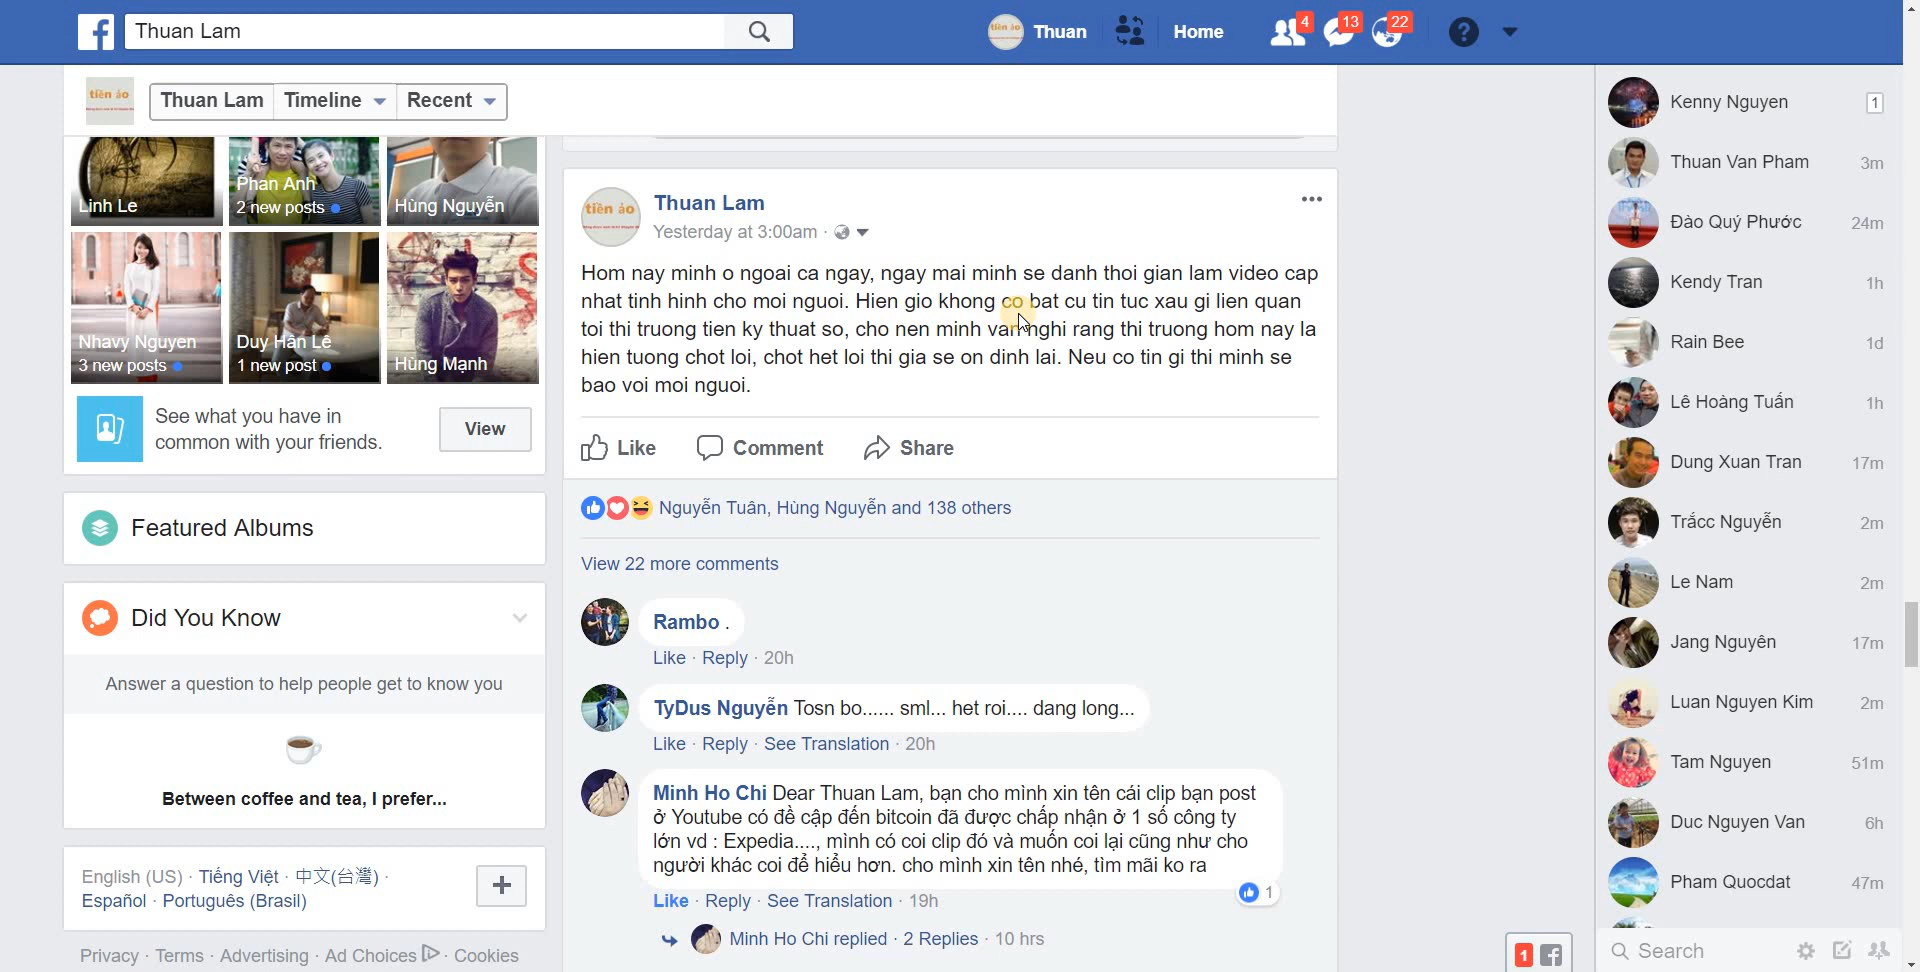 Thuan Lam
Thuan
Home
4
13
22
tiền ảo
Thuan Lam
Timeline
Recent
Linh Le
Phan Anh
2 new posts
Hùng Nguyễn
Nhavy Nguyen
3 new posts
Duy Hân Lê
1 new post
Hùng Mạnh
See what you have in
common with your friends.
View
Featured Albums
Did You Know
Answer a question to help people get to know you
Between coffee and tea, I prefer...
English (US) · Tiếng Việt · 中文(台灣) ·
Español · Português (Brasil)
Privacy · Terms · Advertising · Ad Choices · Cookies
tiền ảo
Thuan Lam
Yesterday at 3:00am ·
Hom nay minh o ngoai ca ngay, ngay mai minh se danh thoi gian lam video cap
nhat tinh hinh cho moi nguoi. Hien gio khong co bat cu tin tuc xau gi lien quan
toi thi truong tien ky thuat so, cho nen minh van nghi rang thi truong hom nay la
hien tuong chot loi, chot het loi thi gia se on dinh lai. Neu co tin gi thi minh se
bao voi moi nguoi.
Like
Comment
Share
Nguyễn Tuân, Hùng Nguyễn and 138 others
View 22 more comments
Rambo .
Like · Reply · 20h
TyDus Nguyễn Tosn bo...... sml... het roi.... dang long...
Like · Reply · See Translation · 20h
Minh Ho Chi Dear Thuan Lam, bạn cho mình xin tên cái clip bạn post
ở Youtube có đề cập đến bitcoin đã được chấp nhận ở 1 số công ty
lớn vd : Expedia...., mình có coi clip đó và muốn coi lại cũng như cho
người khác coi để hiểu hơn. cho mình xin tên nhé, tìm mãi ko ra
1
Like · Reply · See Translation · 19h
Minh Ho Chi replied · 2 Replies · 10 hrs
Kenny Nguyen 1
Thuan Van Pham 3m
Đào Quý Phước 24m
Kendy Tran 1h
Rain Bee 1d
Lê Hoàng Tuấn 1h
Dung Xuan Tran 17m
Trắcc Nguyễn 2m
Le Nam 2m
Jang Nguyên 17m
Luan Nguyen Kim 2m
Tam Nguyen 51m
Duc Nguyen Van 6h
Pham Quocdat 47m
1
Search